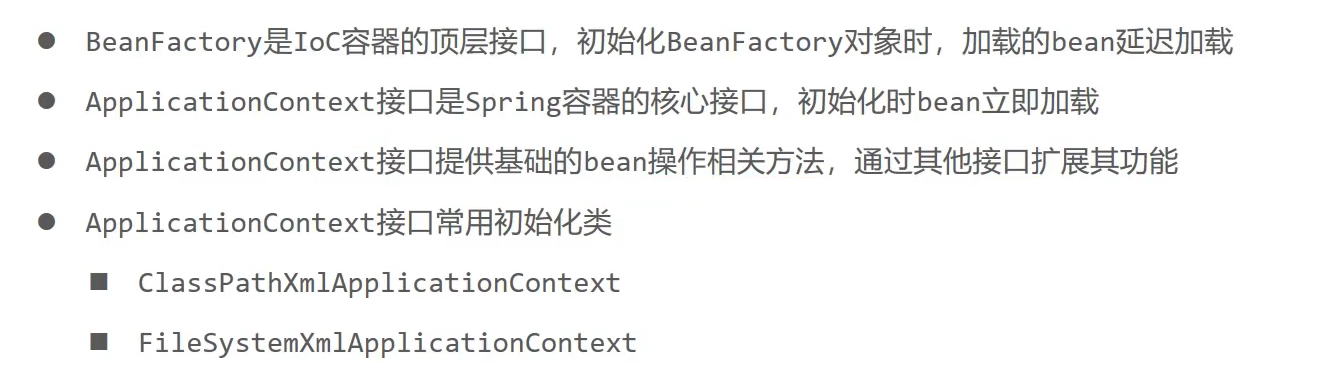 ● BeanFactory是IoC容器的顶层接口，初始化BeanFactory对象时，加载的bean延迟加载
● ApplicationContext接口是Spring容器的核心接口，初始化时bean立即加载
● ApplicationContext接口提供基础的bean操作相关方法，通过其他接口扩展其功能
● ApplicationContext接口常用初始化类
■ ClassPathXmlApplicationContext
■ FileSystemXmlApplicationContext